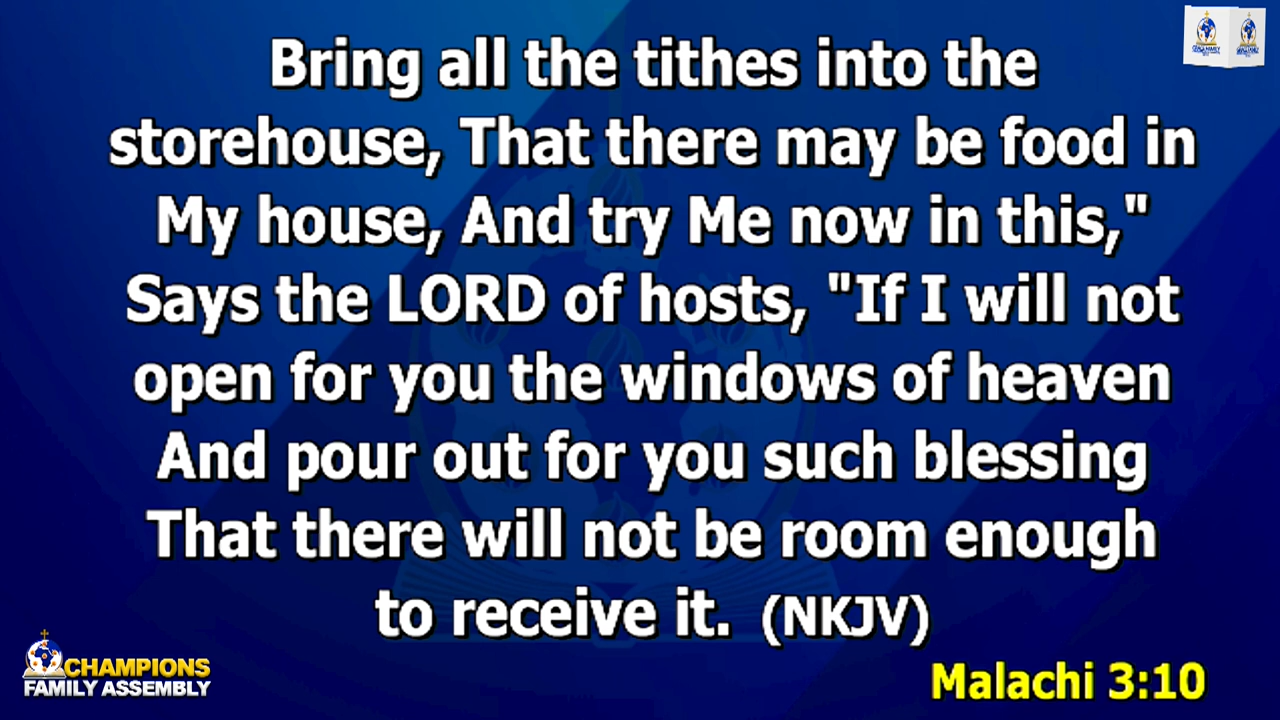 Bring all the tithes into the
storehouse, That there may be food in
My house, And try Me now in this,"
Says the LORD of hosts, "If I will not
open for you the windows of heaven
And pour out for you such blessing
That there will not be room enough
to receive it. (NKJV)
Malachi 3:10
CHAMPIONS
FAMILY ASSEMBLY